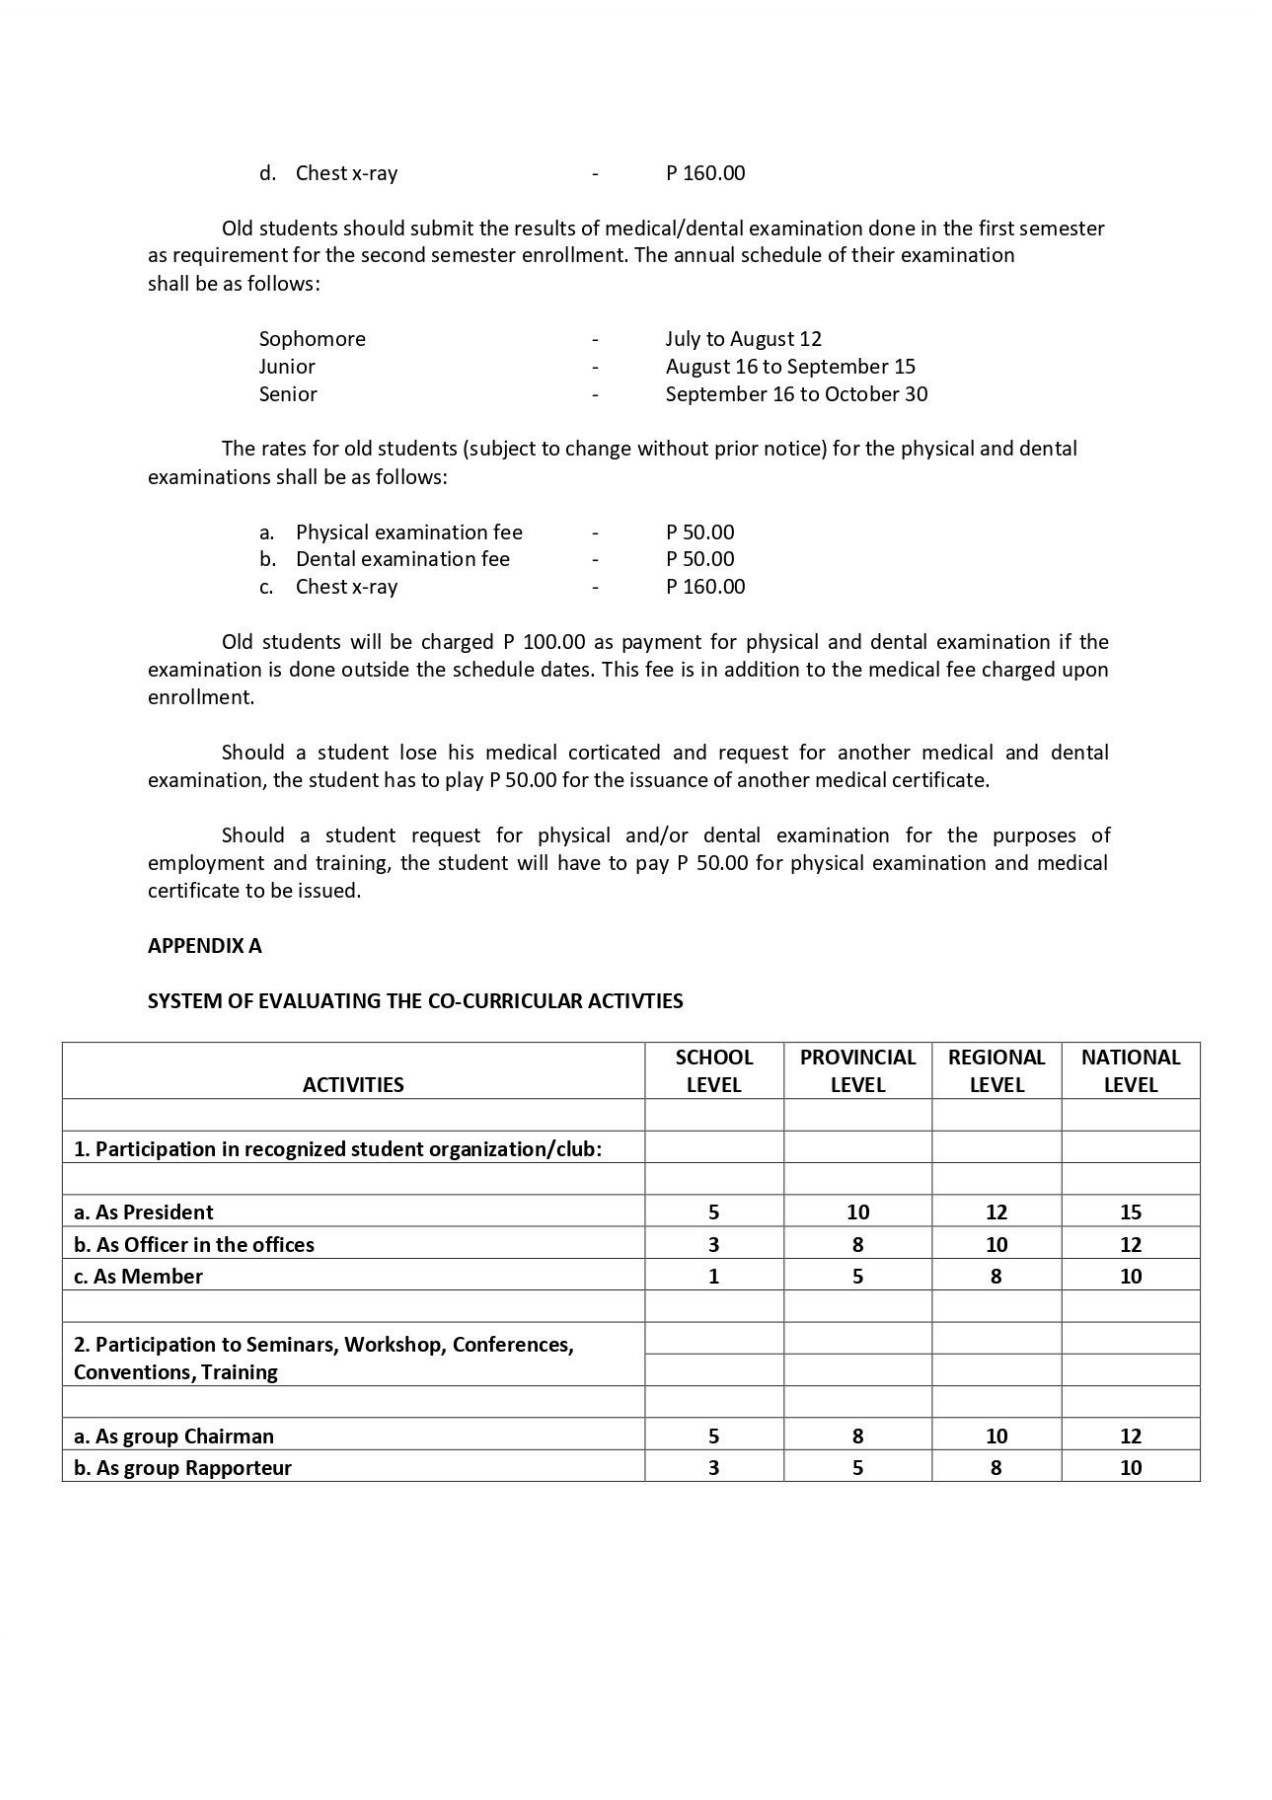 d. Chest x-ray - P 160.00
Old students should submit the results of medical/dental examination done in the first semester
as requirement for the second semester enrollment. The annual schedule of their examination
shall be as follows:
Sophomore - July to August 12
Junior - August 16 to September 15
Senior - September 16 to October 30
The rates for old students (subject to change without prior notice) for the physical and dental
examinations shall be as follows:
a. Physical examination fee - P 50.00
b. Dental examination fee - P 50.00
c. Chest x-ray - P 160.00
Old students will be charged P 100.00 as payment for physical and dental examination if the
examination is done outside the schedule dates. This fee is in addition to the medical fee charged upon
enrollment.
Should a student lose his medical corticated and request for another medical and dental
examination, the student has to play P 50.00 for the issuance of another medical certificate.
Should a student request for physical and/or dental examination for the purposes of
employment and training, the student will have to pay P 50.00 for physical examination and medical
certificate to be issued.
APPENDIX A
SYSTEM OF EVALUATING THE CO-CURRICULAR ACTIVTIES
SCHOOL PROVINCIAL REGIONAL NATIONAL
ACTIVITIES LEVEL LEVEL LEVEL LEVEL
1. Participation in recognized student organization/club:
a. As President 5 10 12 15
b. As Officer in the offices 3 8 10 12
c. As Member 1 5 8 10
2. Participation to Seminars, Workshop, Conferences,
Conventions, Training
a. As group Chairman 5 8 10 12
b. As group Rapporteur 3 5 8 10